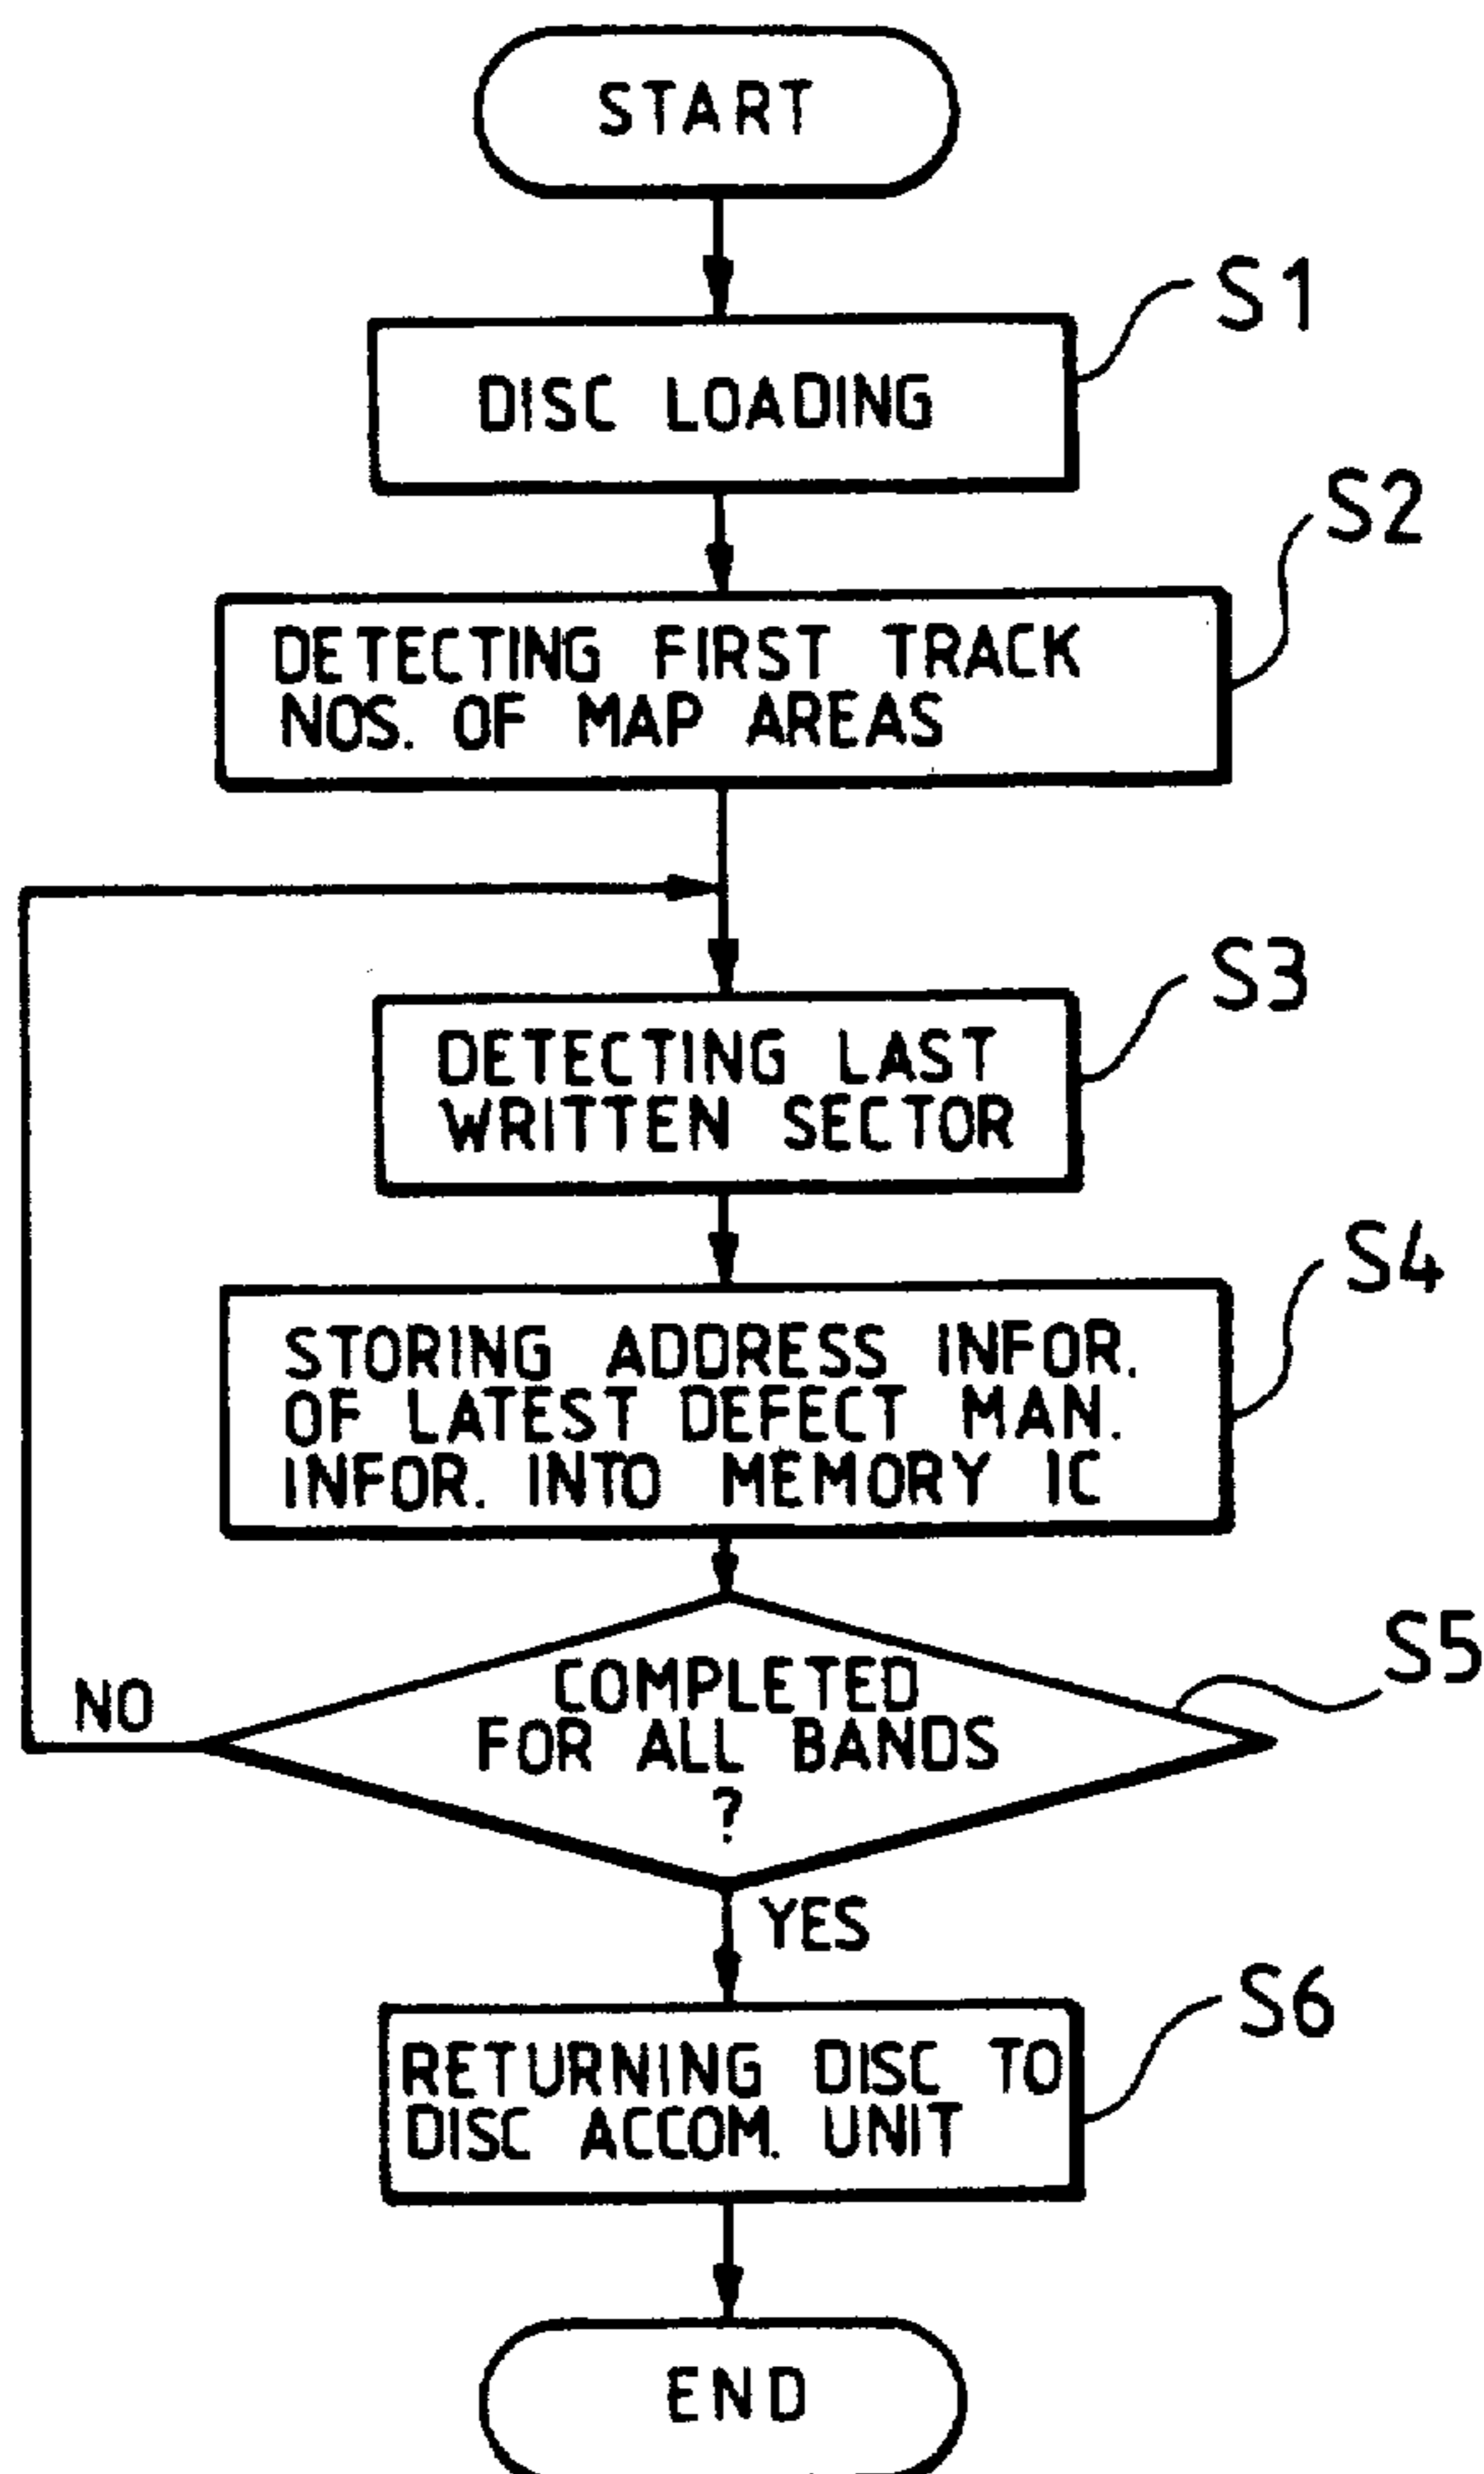 START
S1
DISC LOADING
S2
DETECTING FIRST TRACK
NOS. OF MAP AREAS
S3
DETECTING LAST
WRITTEN SECTOR
S4
STORING ADDRESS INFOR.
OF LATEST DEFECT MAN.
INFOR. INTO MEMORY IC
S5
COMPLETED
FOR ALL BANDS
?
NO
YES
S6
RETURNING DISC TO
DISC ACCOM. UNIT
END